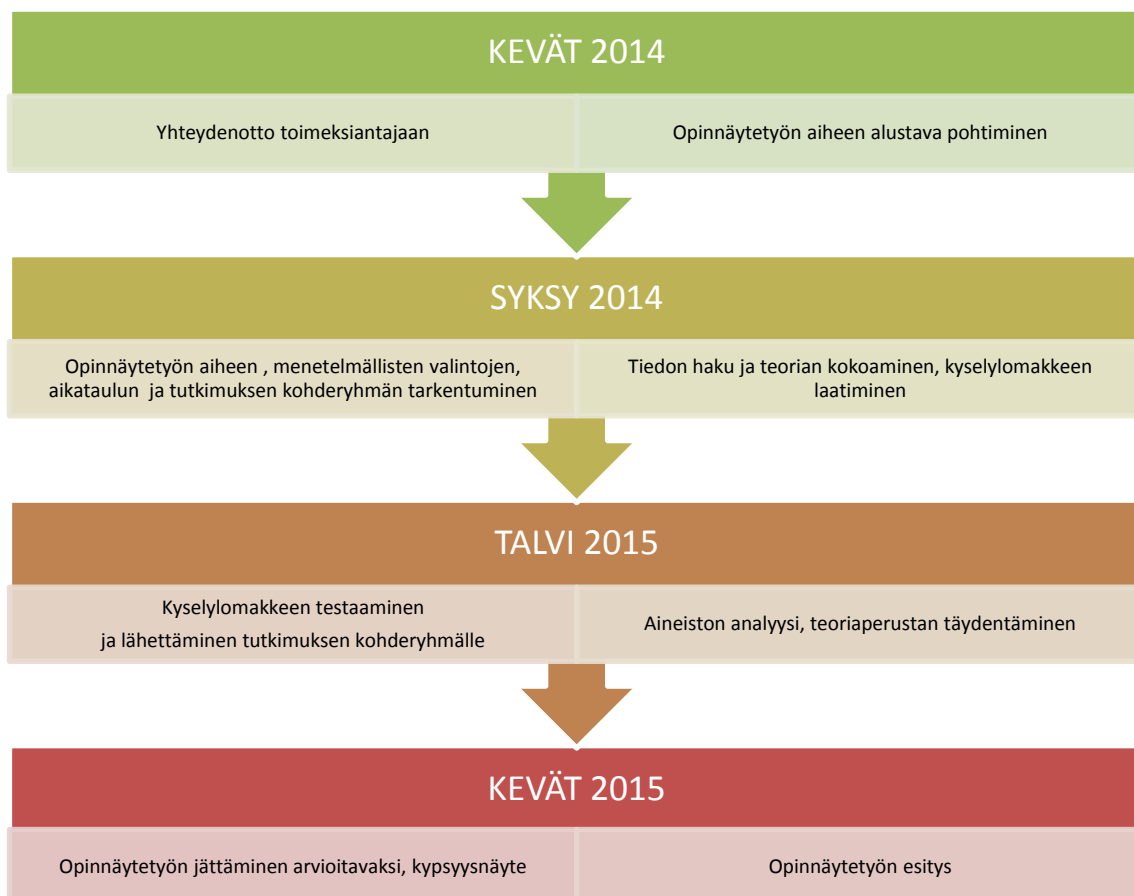 KEVÄT 2014
Yhteydenotto toimeksiantajaan
Opinnäytetyön aiheen alustava pohtiminen
SYKSY 2014
Opinnäytetyön aiheen , menetelmällisten valintojen,
aikataulun ja tutkimuksen kohderyhmän tarkentuminen
Tiedon haku ja teorian kokoaminen, kyselylomakkeen
laatiminen
TALVI 2015
Kyselylomakkeen testaaminen
ja lähettäminen tutkimuksen kohderyhmälle
Aineiston analyysi, teoriaperustan täydentäminen
KEVÄT 2015
Opinnäytetyön jättäminen arvioitavaksi, kypsyysnäyte
Opinnäytetyön esitys